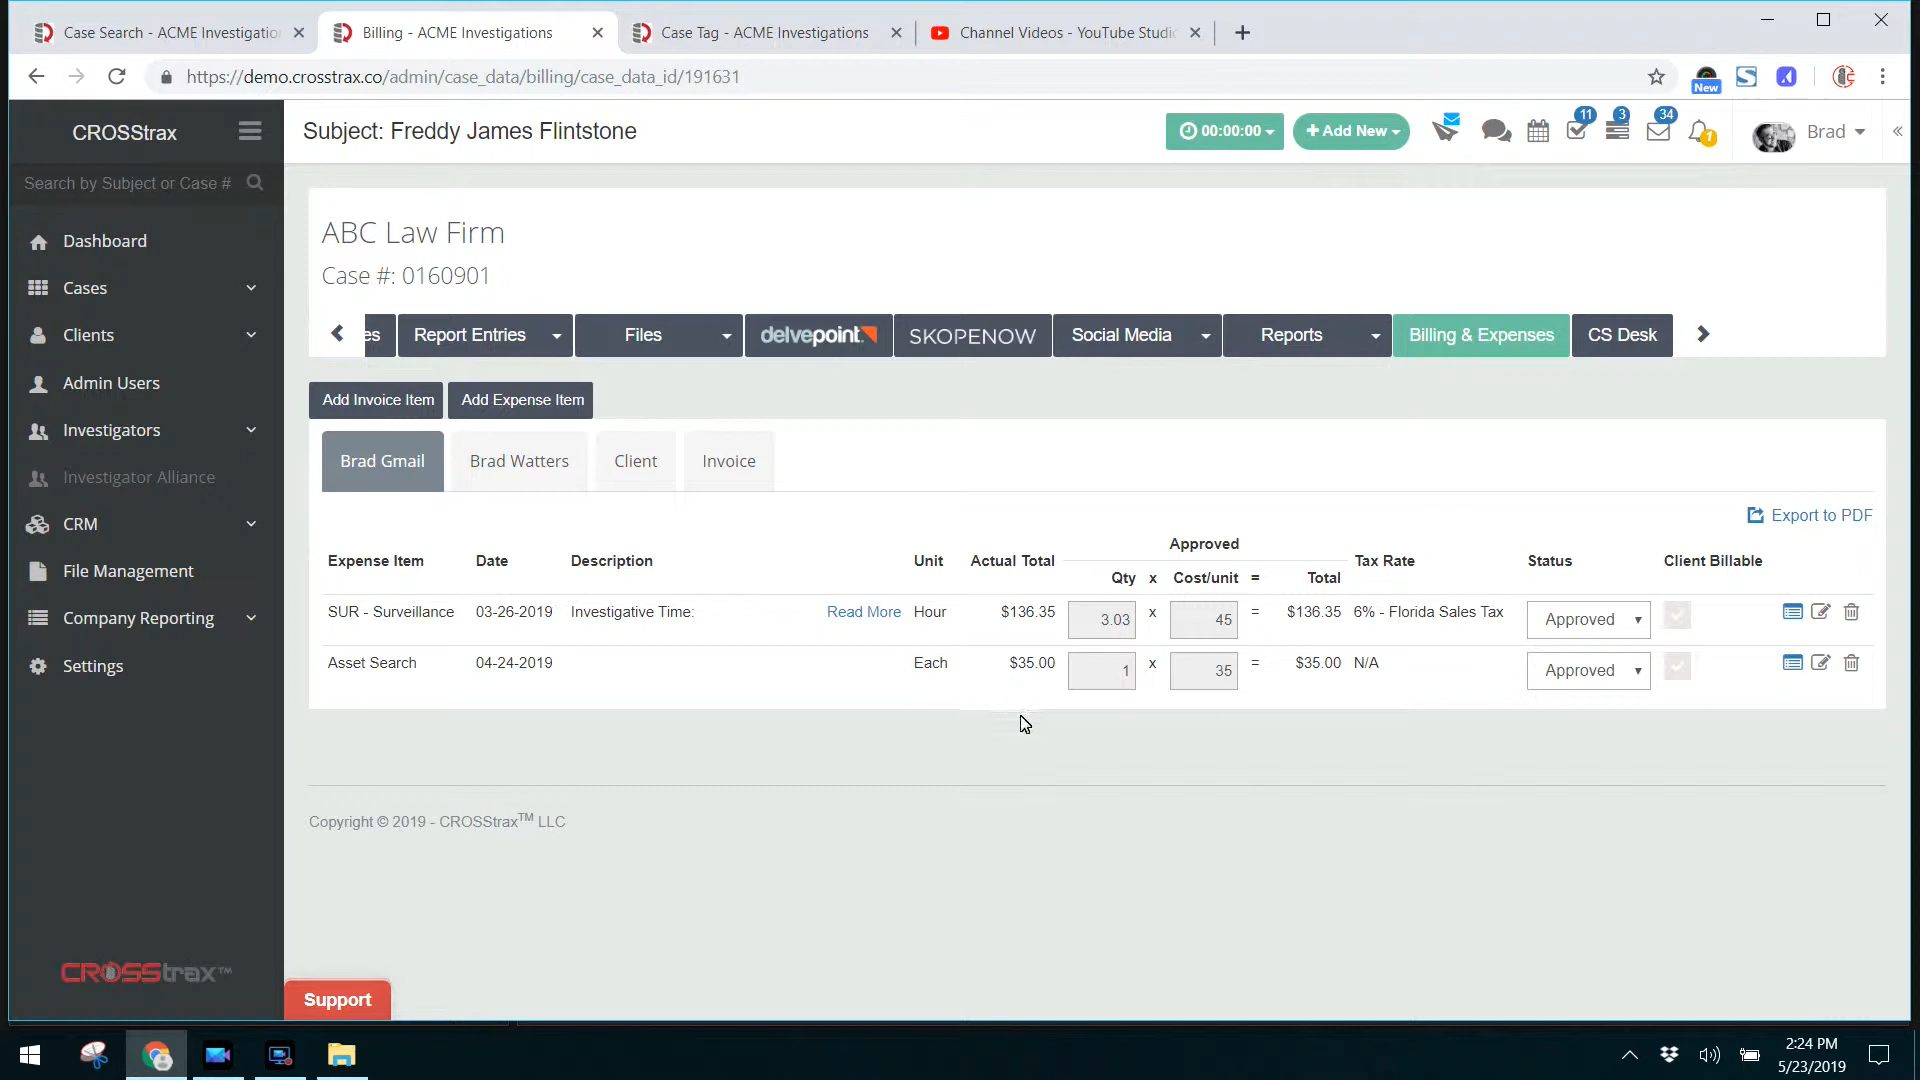 Case Search - ACME Investigatio
Billing - ACME Investigations
Case Tag - ACME Investigations
Channel Videos - YouTube Studi
https://demo.crosstrax.co/admin/case_data/billing/case_data_id/191631
New
CROSStrax
Subject: Freddy James Flintstone
00:00:00
+Add New
11
3
34
1
Brad
Search by Subject or Case #
Dashboard
Cases
Clients
Admin Users
Investigators
Investigator Alliance
CRM
File Management
Company Reporting
Settings
CROSStrax™
Support
ABC Law Firm
Case #: 0160901
es
Report Entries
Files
delvepoint
SKOPENOW
Social Media
Reports
Billing & Expenses
CS Desk
Add Invoice Item
Add Expense Item
Brad Gmail
Brad Watters
Client
Invoice
Export to PDF
Approved
Expense Item Date Description Unit Actual Total Tax Rate Status Client Billable
Qty x Cost/unit = Total
SUR - Surveillance 03-26-2019 Investigative Time: Read More Hour $136.35 3.03 x 45 = $136.35 6% - Florida Sales Tax Approved
Asset Search 04-24-2019 Each $35.00 1 x 35 = $35.00 N/A Approved
Copyright © 2019 - CROSStraxTM LLC
2:24 PM
5/23/2019